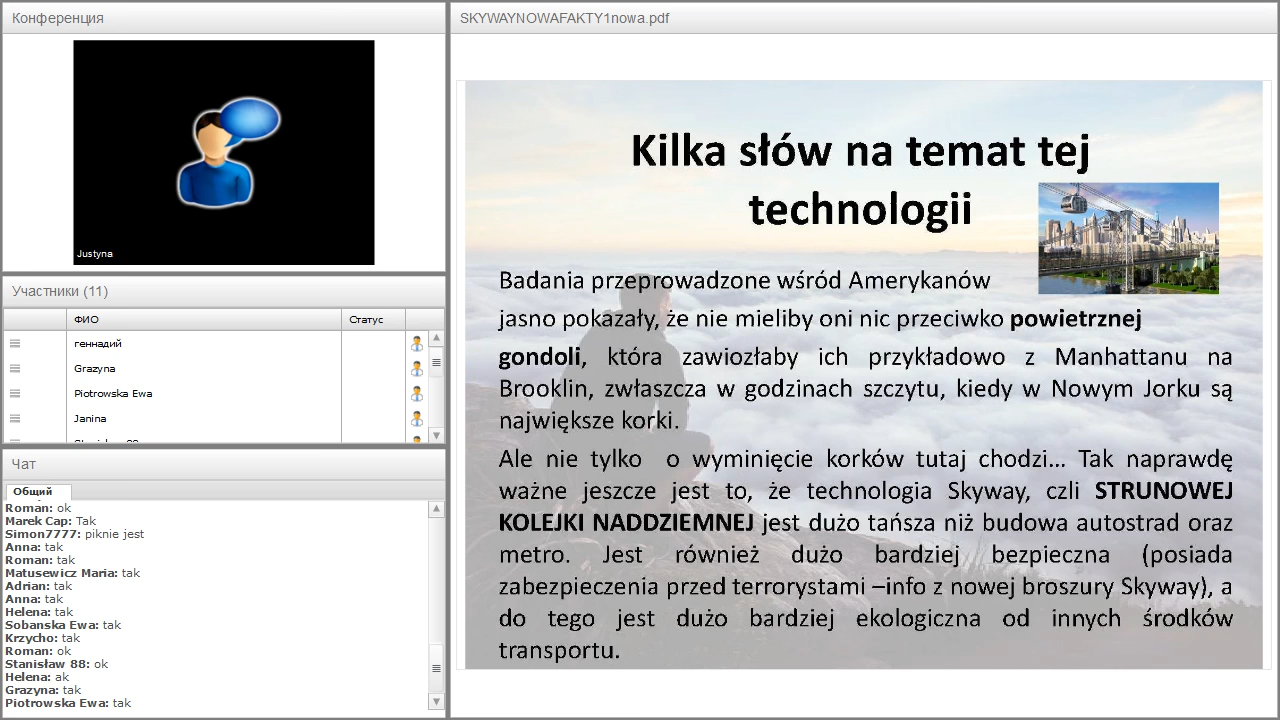 Конференция
Justyna
Участники (11)
ФИО
Статус
геннадий
Grazyna
Piotrowska Ewa
Janina
Чат
Общий
Roman: ok
Marek Cap: Tak
Simon7777: piknie jest
Anna: tak
Roman: tak
Matusewicz Maria: tak
Adrian: tak
Anna: tak
Helena: tak
Sobanska Ewa: tak
Krzycho: tak
Roman: ok
Stanisław 88: ok
Helena: ak
Grazyna: tak
Piotrowska Ewa: tak
SKYWAYNOWAFAKTY1nowa.pdf
Kilka słów na temat tej
technologii
Badania przeprowadzone wśród Amerykanów
jasno pokazały, że nie mieliby oni nic przeciwko powietrznej
gondoli, która zawiozłaby ich przykładowo z Manhattanu na
Brooklin, zwłaszcza w godzinach szczytu, kiedy w Nowym Jorku są
największe korki.
Ale nie tylko o wyminięcie korków tutaj chodzi... Tak naprawdę
ważne jeszcze jest to, że technologia Skyway, czli STRUNOWEJ
KOLEJKI NADDZIEMNEJ jest dużo tańsza niż budowa autostrad oraz
metro. Jest również dużo bardziej bezpieczna (posiada
zabezpieczenia przed terrorystami –info z nowej broszury Skyway), a
do tego jest dużo bardziej ekologiczna od innych środków
transportu.